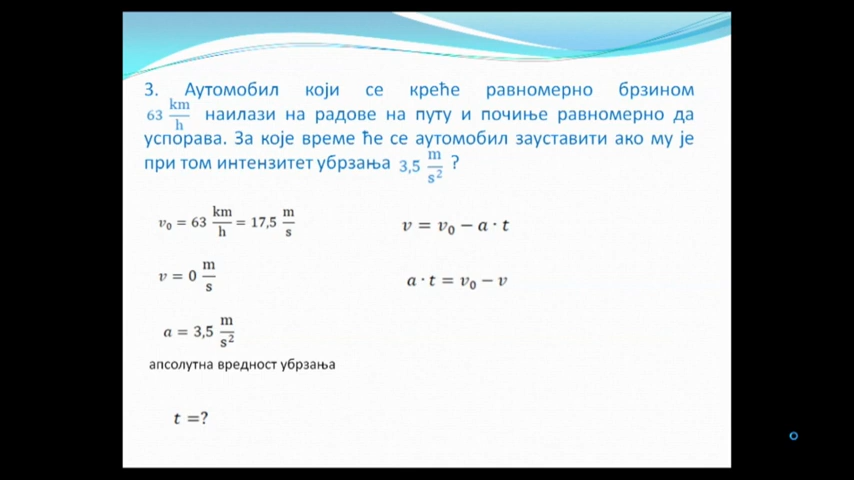 3. Аутомобил који се креће равномерно брзином
63 km/h наилази на радове на путу и почиње равномерно да
успорава. За које време ће се аутомобил зауставити ако му је
при том интензитет убрзања 3,5 m/s² ?
v₀ = 63 km/h = 17,5 m/s
v = 0 m/s
a = 3,5 m/s²
апсолутна вредност убрзања
t =?
v = v₀ − a · t
a · t = v₀ − v